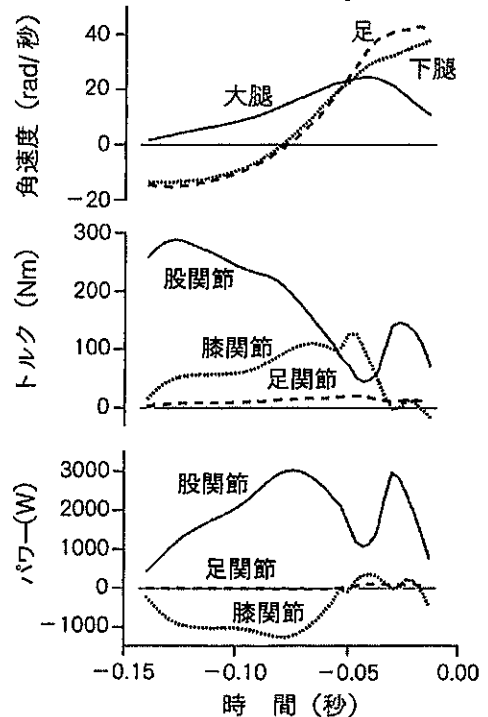 角速度 (rad/秒)
40
20
0
−20
足
下腿
大腿
トルク (Nm)
300
200
100
0
股関節
膝関節
足関節
パワー(W)
3000
2000
1000
0
−1000
股関節
足関節
膝関節
−0.15
−0.10
−0.05
0.00
時 間 (秒)